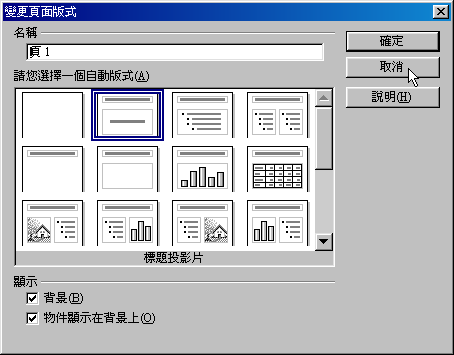 變更頁面版式
名稱
頁 1
請您選擇一個自動版式(A)
標題投影片
顯示
背景(B)
物件顯示在背景上(O)
確定
取消
說明(H)